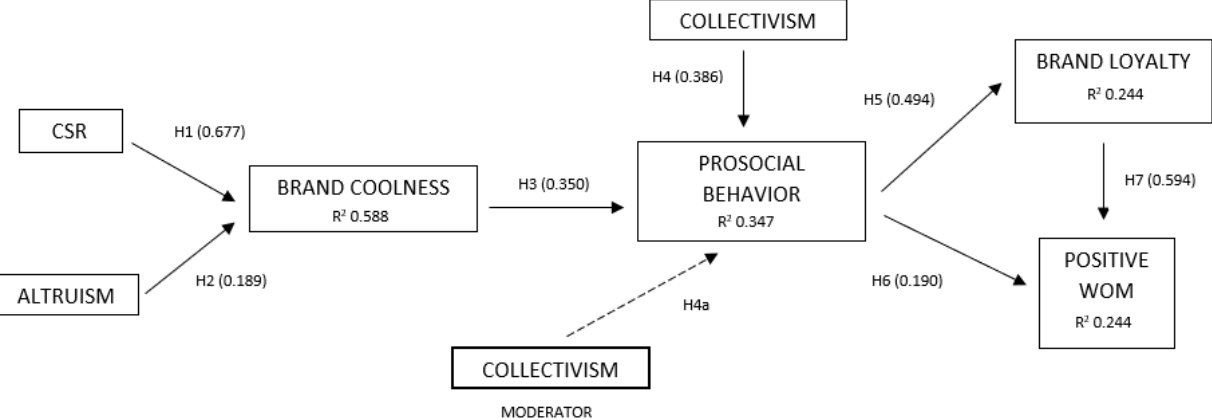 COLLECTIVISM
BRAND LOYALTY
R² 0.244
H4 (0.386)
H5 (0.494)
CSR
H1 (0.677)
PROSOCIAL
BEHAVIOR
R² 0.347
BRAND COOLNESS
R² 0.588
H3 (0.350)
H7 (0.594)
H2 (0.189)
H6 (0.190)
POSITIVE
WOM
R² 0.244
ALTRUISM
H4a
COLLECTIVISM
MODERATOR